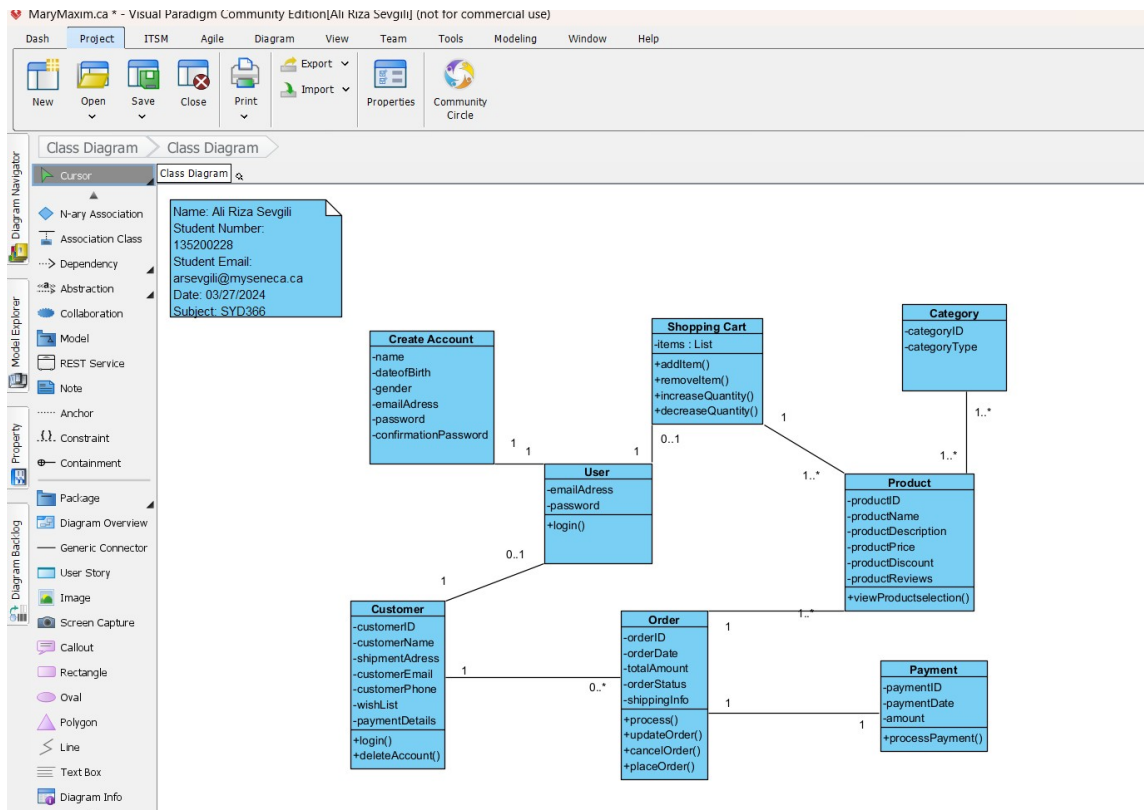 MaryMaxim.ca * - Visual Paradigm Community Edition[Ali Riza Sevgili] (not for commercial use)
Dash Project ITSM Agile Diagram View Team Tools Modeling Window Help
New
Open
Save
Close
Print
Export
Import
Properties
Community
Circle
Class Diagram Class Diagram
Diagram Navigator
Model Explorer
Property
Diagram Backlog
Cursor
N-ary Association
Association Class
Dependency
Abstraction
Collaboration
Model
REST Service
Note
Anchor
Constraint
Containment
Package
Diagram Overview
Generic Connector
User Story
Image
Screen Capture
Callout
Rectangle
Oval
Polygon
Line
Text Box
Diagram Info
Class Diagram
Name: Ali Riza Sevgili
Student Number:
135200228
Student Email:
arsevgili@myseneca.ca
Date: 03/27/2024
Subject: SYD366
Create Account
-name
-dateofBirth
-gender
-emailAdress
-password
-confirmationPassword
1
1
Shopping Cart
-items : List
+addItem()
+removeItem()
+increaseQuantity()
+decreaseQuantity()
1
0..1
1
1..*
Category
-categoryID
-categoryType
1..*
1..*
User
-emailAdress
-password
+login()
0..1
1
Product
-productID
-productName
-productDescription
-productPrice
-productDiscount
-productReviews
+viewProductselection()
1..*
1
Customer
-customerID
-customerName
-shipmentAdress
-customerEmail
-customerPhone
-wishList
-paymentDetails
+login()
+deleteAccount()
1
0..*
Order
-orderID
-orderDate
-totalAmount
-orderStatus
-shippingInfo
+process()
+updateOrder()
+cancelOrder()
+placeOrder()
1
1
Payment
-paymentID
-paymentDate
-amount
+processPayment()